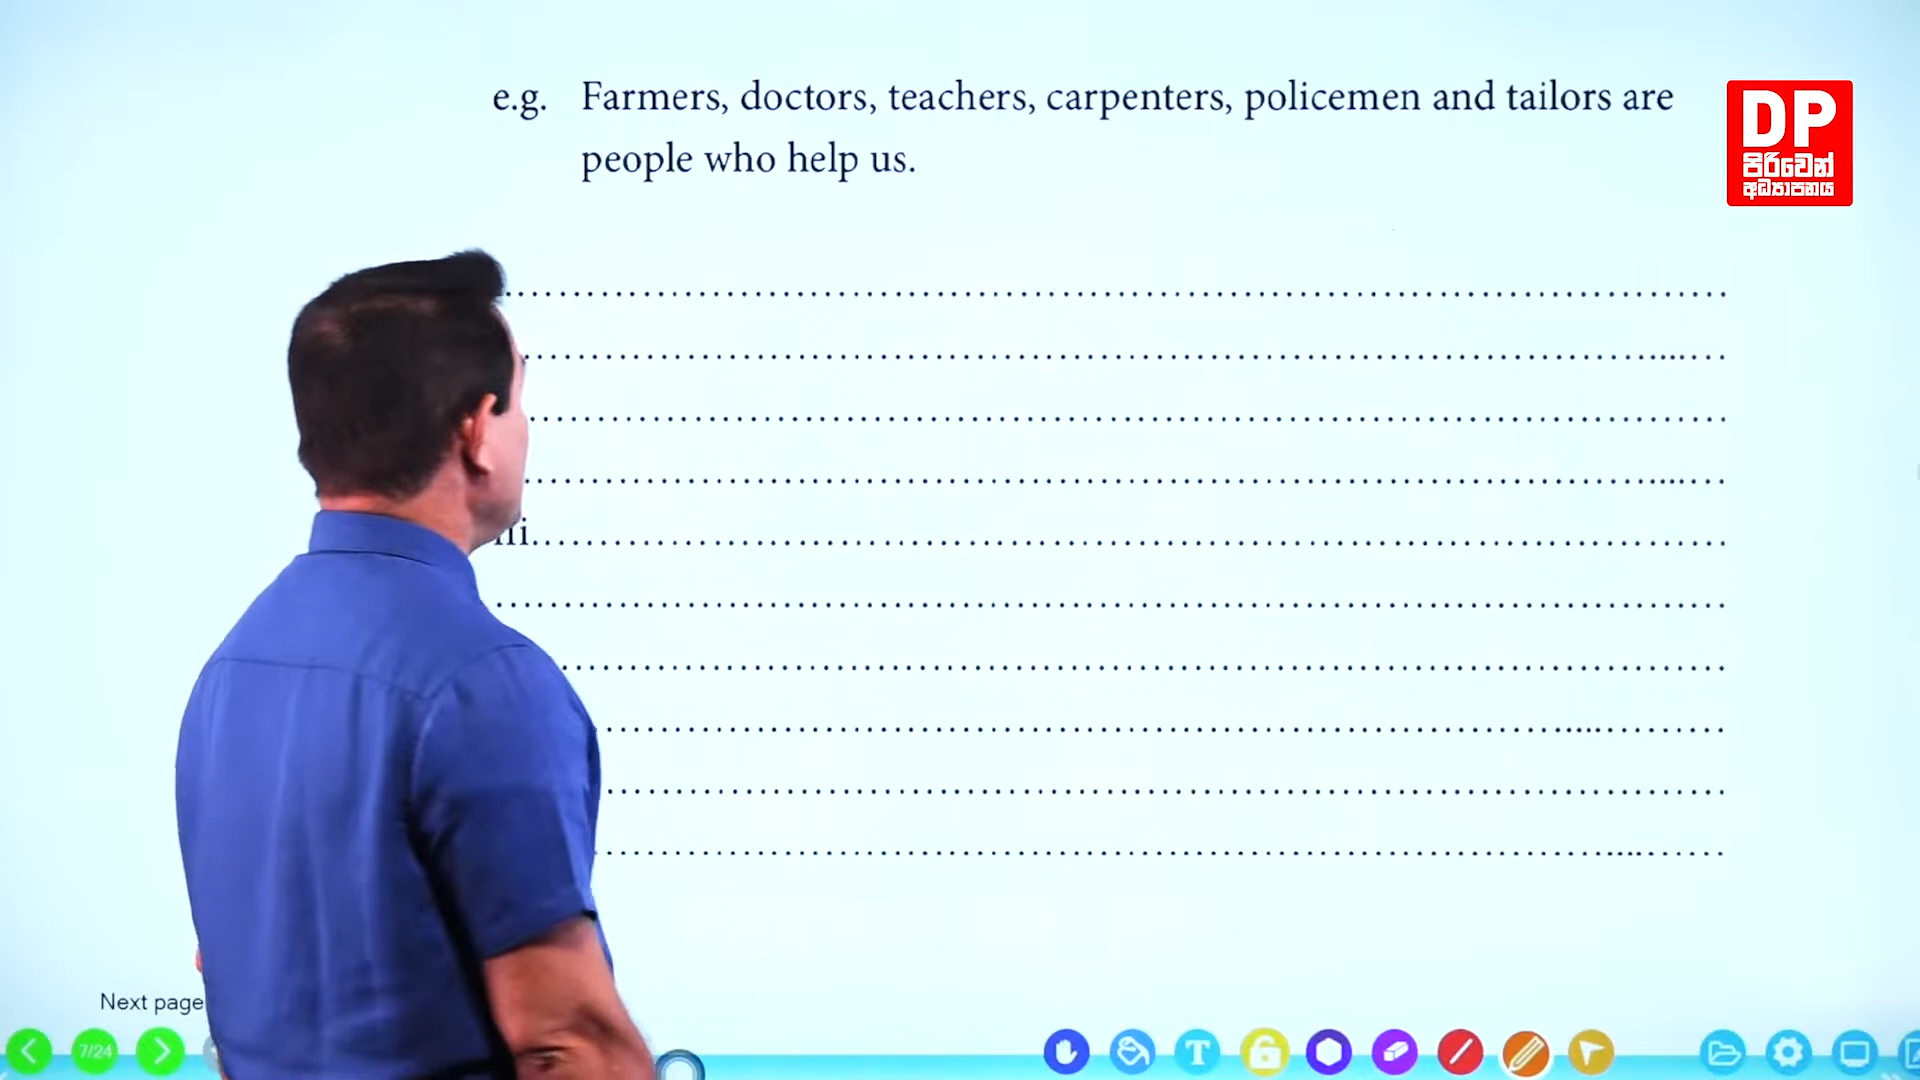 e.g. Farmers, doctors, teachers, carpenters, policemen and tailors are
people who help us.
DP
පිරිවෙන්
අධ්‍යාපනය
Next page
7/24
T